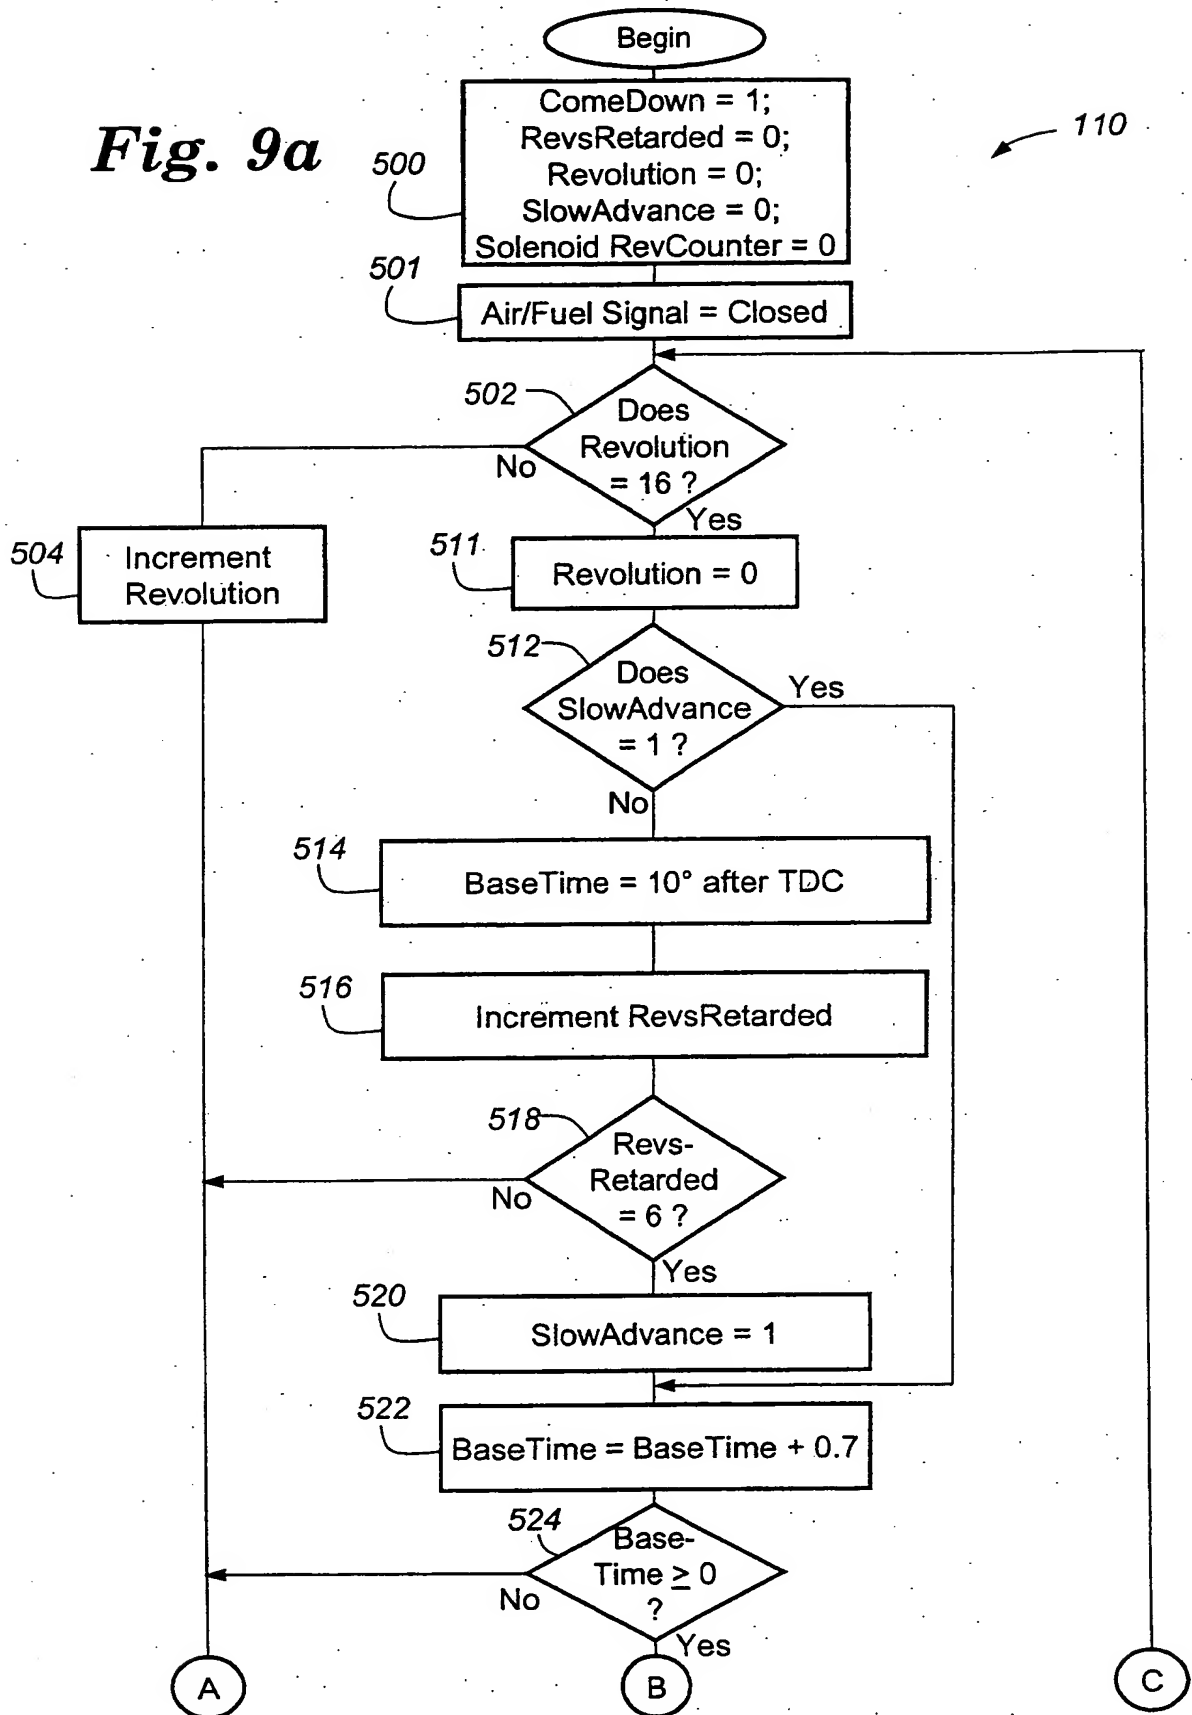 Begin
Fig. 9a
110
500
ComeDown = 1;
RevsRetarded = 0;
Revolution = 0;
SlowAdvance = 0;
Solenoid RevCounter = 0
501
Air/Fuel Signal = Closed
502
Does
Revolution
= 16 ?
No
Yes
504
Increment
Revolution
511
Revolution = 0
512
Does
SlowAdvance
= 1 ?
Yes
No
514
BaseTime = 10° after TDC
516
Increment RevsRetarded
518
Revs-
Retarded
= 6 ?
No
Yes
520
SlowAdvance = 1
522
BaseTime = BaseTime + 0.7
524
Base-
Time ≥ 0
?
No
Yes
A
B
C